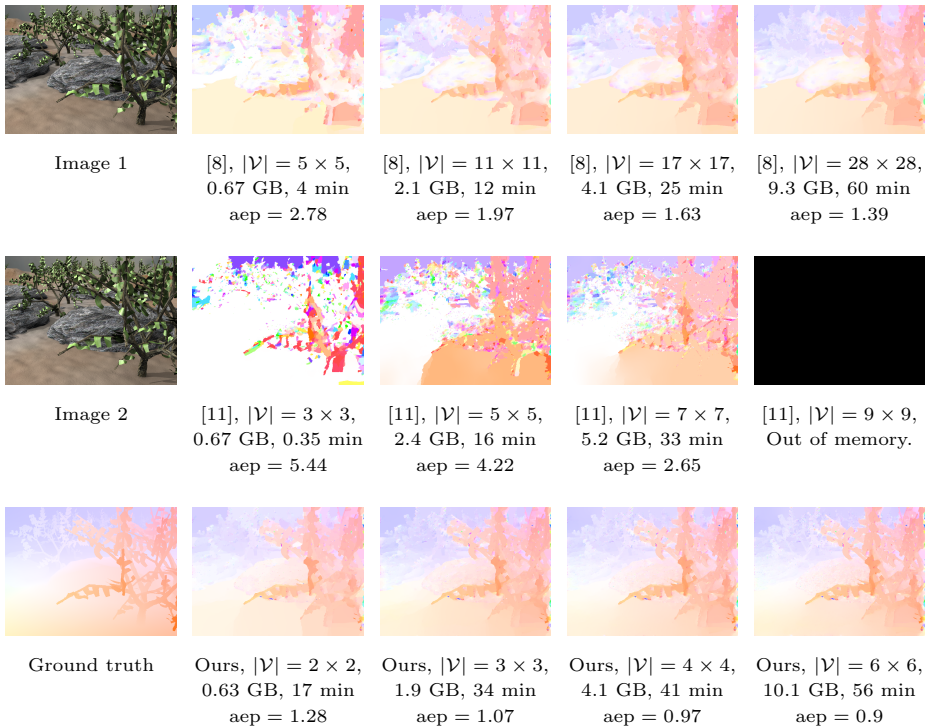 Image 1
[8], |𝒱| = 5 × 5,
0.67 GB, 4 min
aep = 2.78
[8], |𝒱| = 11 × 11,
2.1 GB, 12 min
aep = 1.97
[8], |𝒱| = 17 × 17,
4.1 GB, 25 min
aep = 1.63
[8], |𝒱| = 28 × 28,
9.3 GB, 60 min
aep = 1.39
Image 2
[11], |𝒱| = 3 × 3,
0.67 GB, 0.35 min
aep = 5.44
[11], |𝒱| = 5 × 5,
2.4 GB, 16 min
aep = 4.22
[11], |𝒱| = 7 × 7,
5.2 GB, 33 min
aep = 2.65
[11], |𝒱| = 9 × 9,
Out of memory.
Ground truth
Ours, |𝒱| = 2 × 2,
0.63 GB, 17 min
aep = 1.28
Ours, |𝒱| = 3 × 3,
1.9 GB, 34 min
aep = 1.07
Ours, |𝒱| = 4 × 4,
4.1 GB, 41 min
aep = 0.97
Ours, |𝒱| = 6 × 6,
10.1 GB, 56 min
aep = 0.9